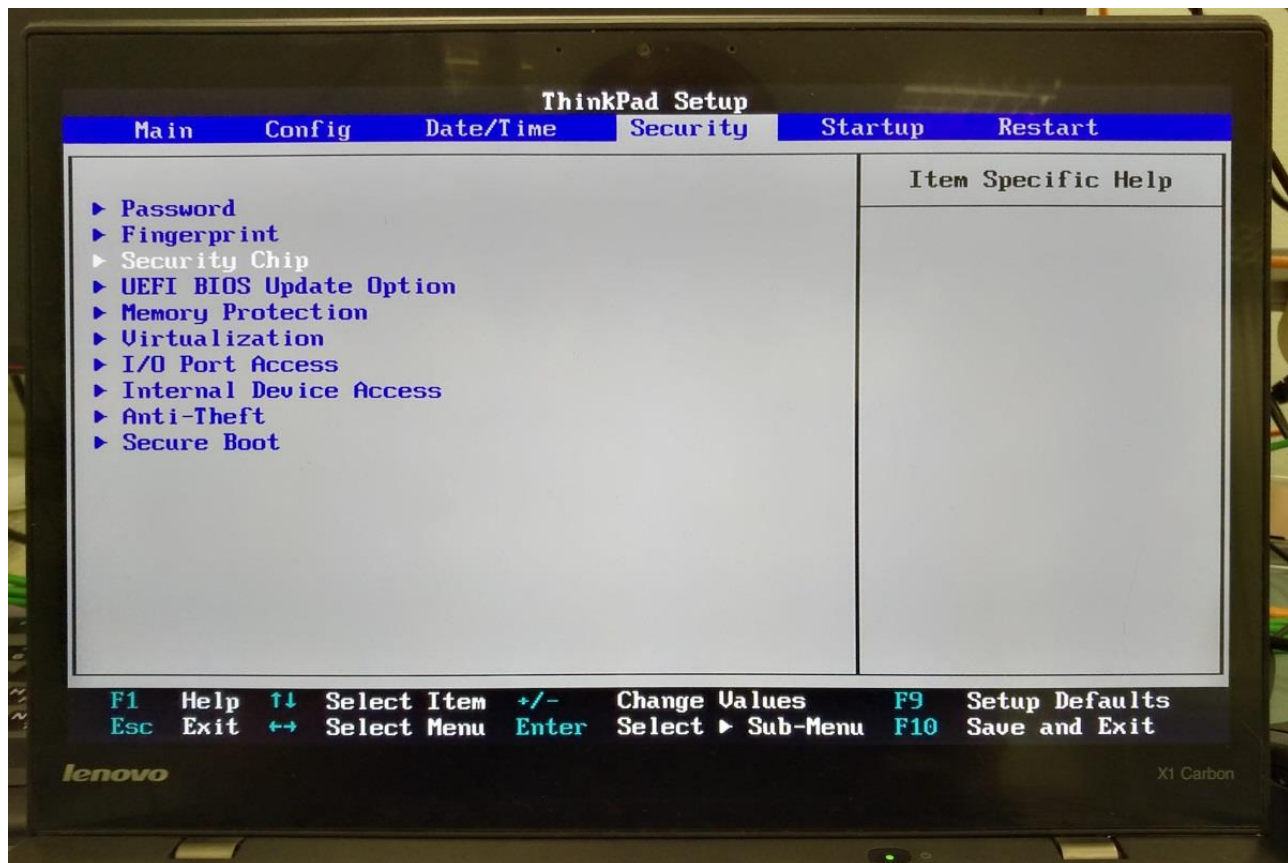 ThinkPad Setup
Main Config Date/Time Security Startup Restart
Item Specific Help
▶ Password
▶ Fingerprint
▶ Security Chip
▶ UEFI BIOS Update Option
▶ Memory Protection
▶ Virtualization
▶ I/O Port Access
▶ Internal Device Access
▶ Anti-Theft
▶ Secure Boot
F1 Help ↑↓ Select Item +/- Change Values F9 Setup Defaults
Esc Exit ←→ Select Menu Enter Select ▶ Sub-Menu F10 Save and Exit
lenovo X1 Carbon